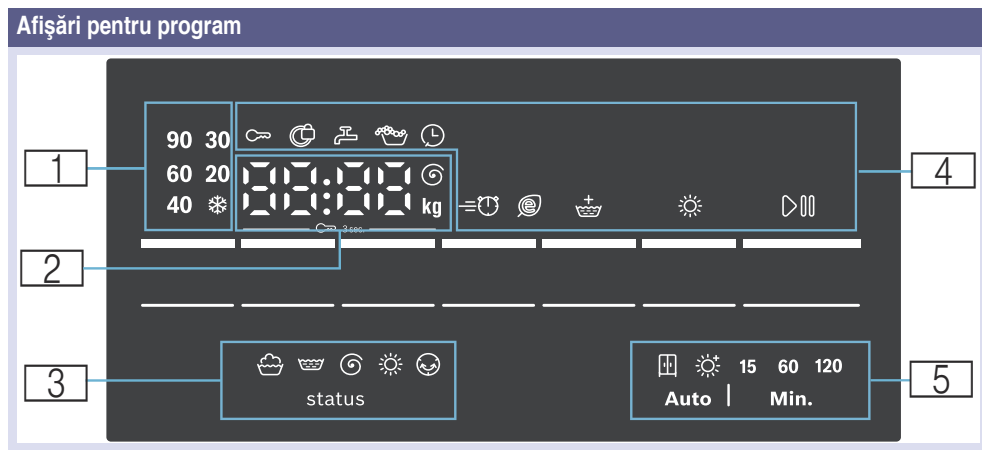 Afişări pentru program
90 30
60 20
40
88:88
kg
3 sec.
1
2
3
4
5
status
15 60 120
Auto | Min.